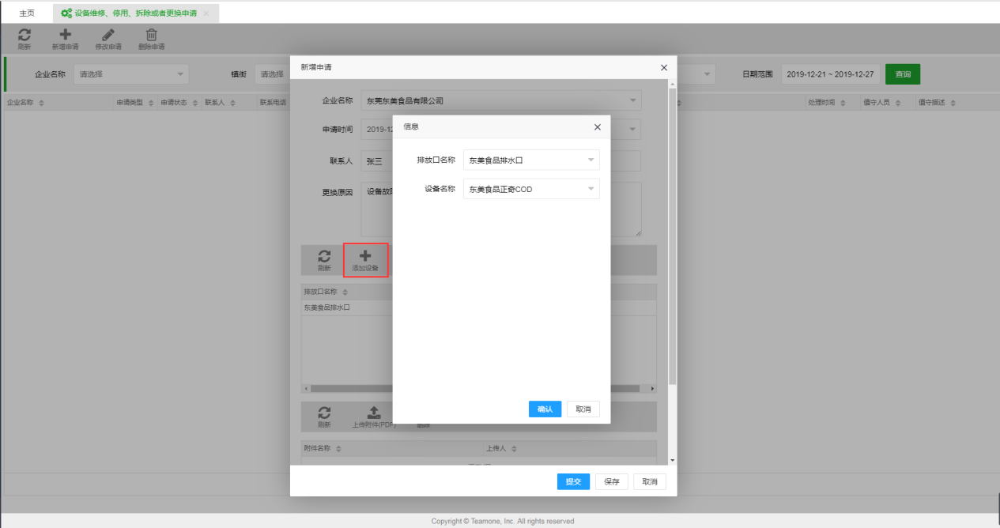 主页
设备维修、停用、拆除或者更换申请
刷新 新增申请 修改申请 删除申请
企业名称 请选择 镇街 请选择 日期范围 2019-12-21 ~ 2019-12-27 查询
企业名称 申请类型 申请状态 联系人 联系电话 处理时间 值守人员 值守描述
新增申请
企业名称 东莞东美食品有限公司
申请时间 2019-12
联系人 张三
更换原因 设备故
刷新 添加设备
排放口名称
东美食品排水口
刷新 上传附件(PDF) 删除
附件名称 上传人
提交 保存 取消
信息
排放口名称 东美食品排水口
设备名称 东美食品正奇COD
确认 取消
Copyright © Teamone, Inc. All rights reserved